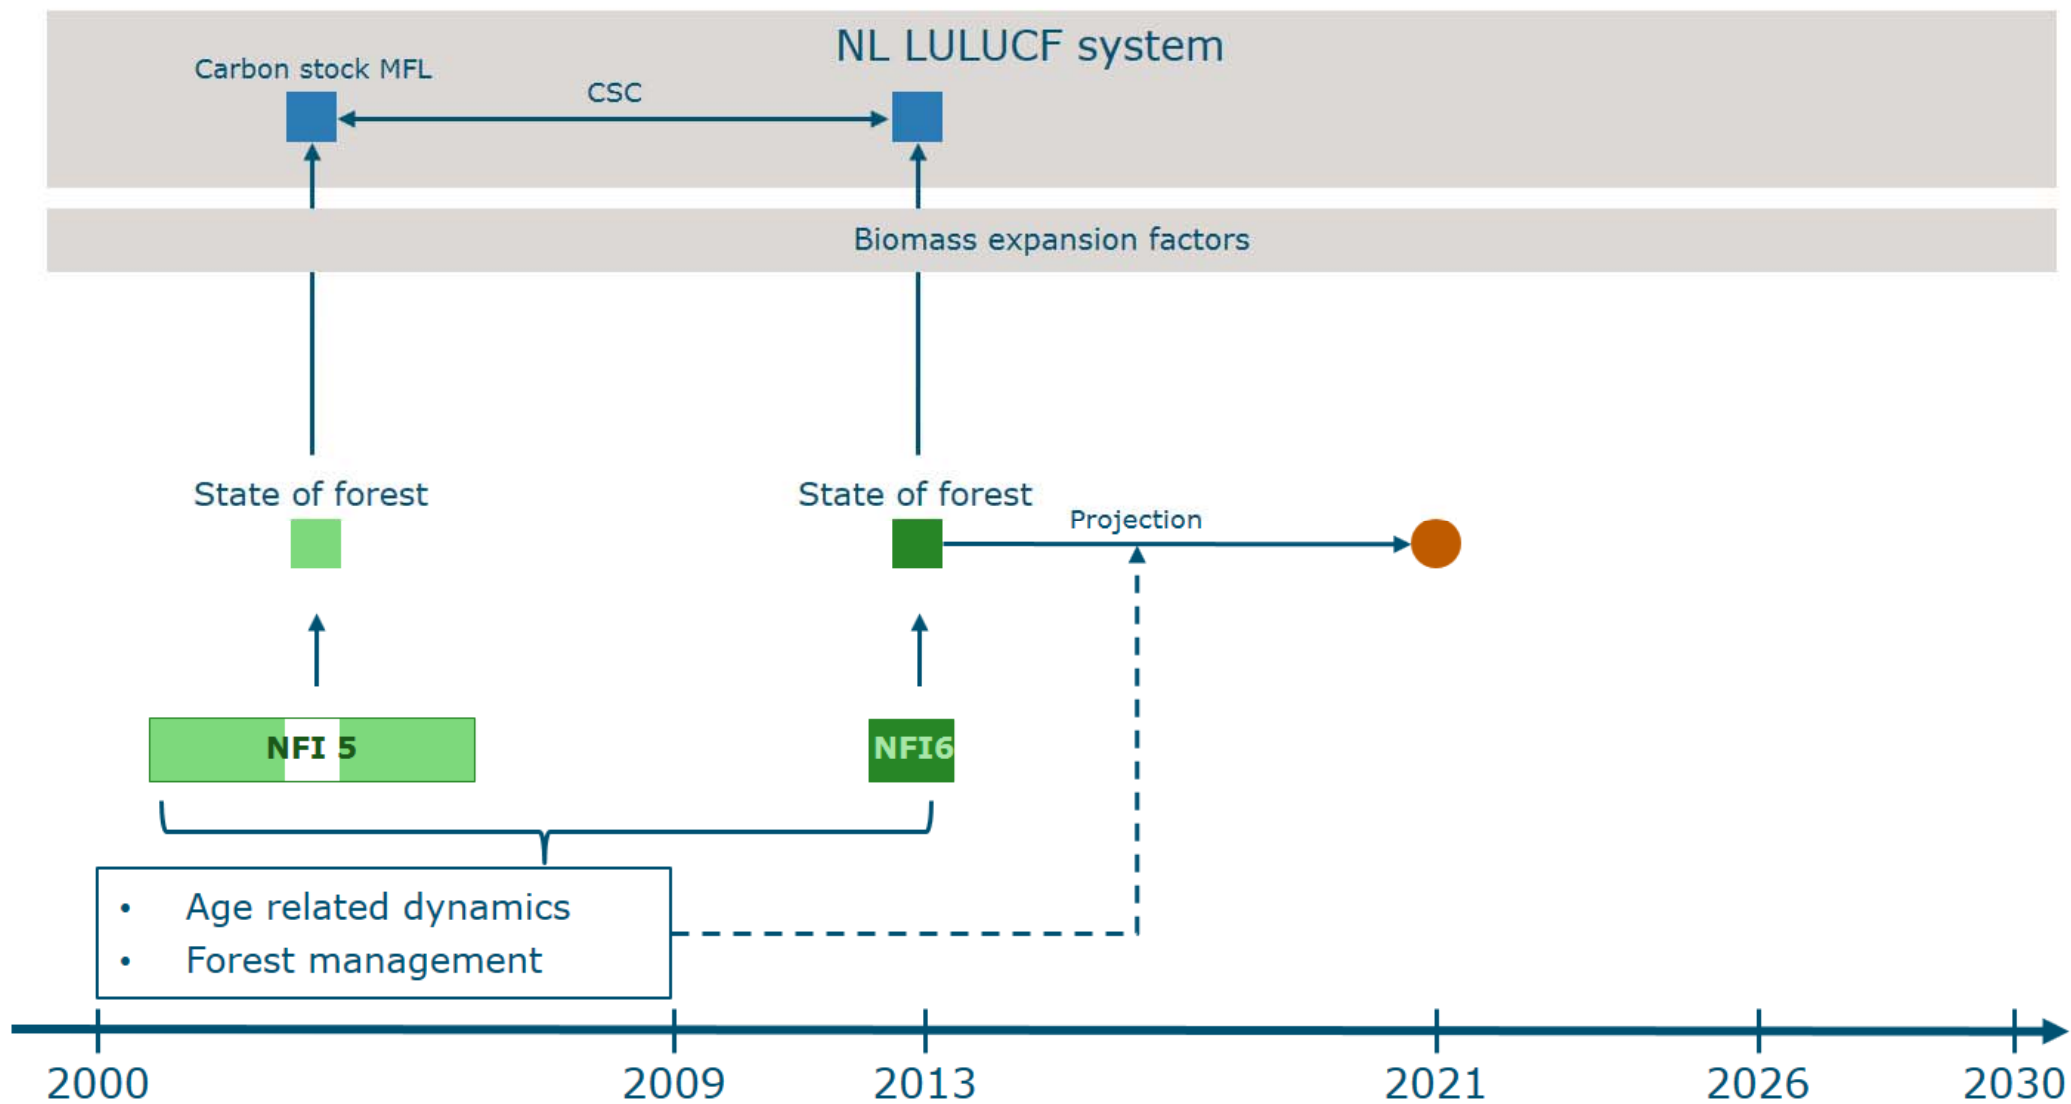 NL LULUCF system
Carbon stock MFL
CSC
Biomass expansion factors
State of forest
State of forest
Projection
NFI 5
NFI6
• Age related dynamics
• Forest management
2000
2009
2013
2021
2026
2030